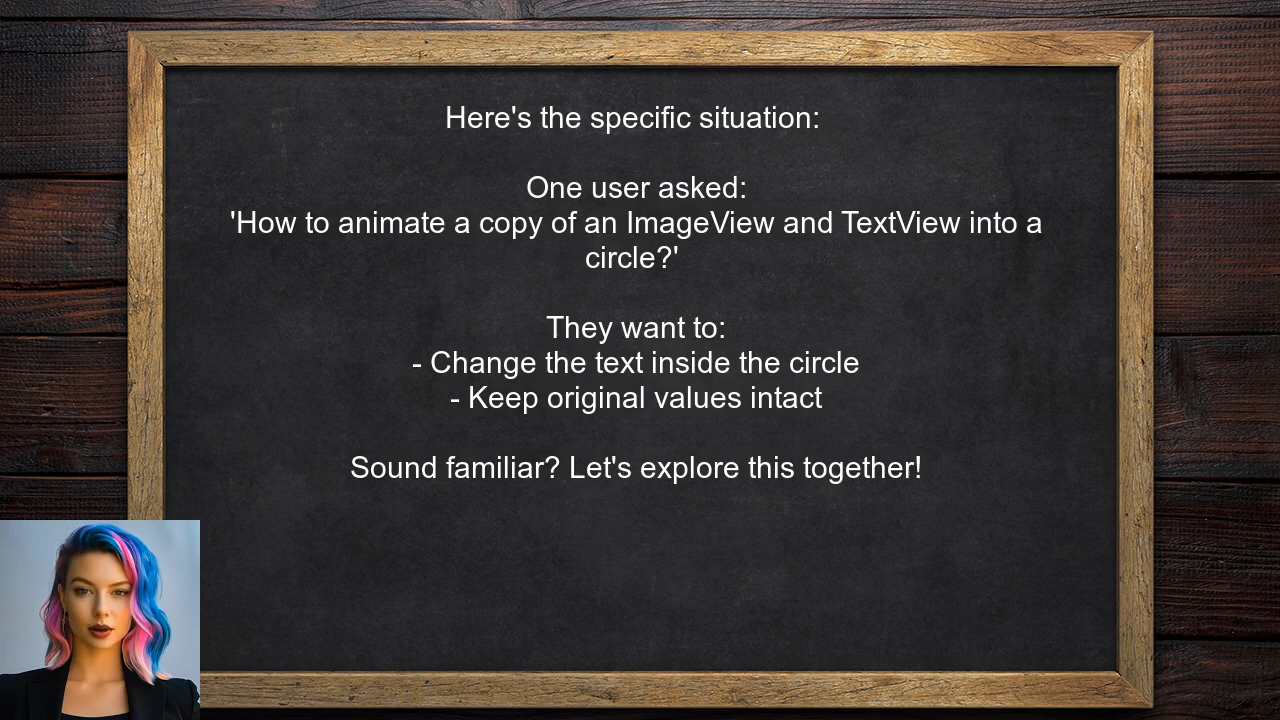 Here's the specific situation:
One user asked:
'How to animate a copy of an ImageView and TextView into a
circle?'
They want to:
- Change the text inside the circle
- Keep original values intact
Sound familiar? Let's explore this together!